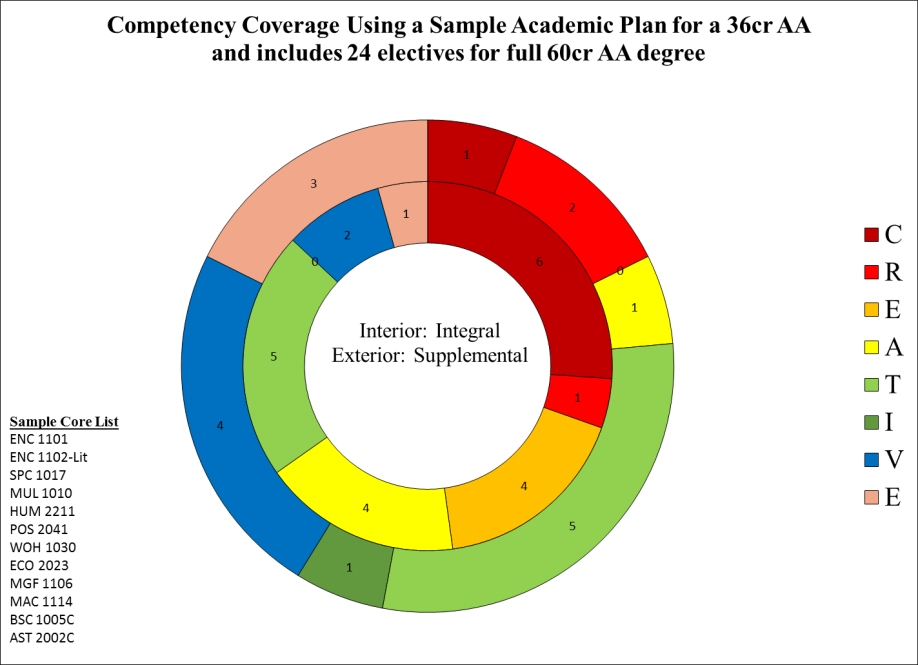 Competency Coverage Using a Sample Academic Plan for a 36cr AA
and includes 24 electives for full 60cr AA degree
1
2
0
1
5
1
4
3
6
1
4
4
5
0
2
1
Interior: Integral
Exterior: Supplemental
C
R
E
A
T
I
V
E
Sample Core List
ENC 1101
ENC 1102-Lit
SPC 1017
MUL 1010
HUM 2211
POS 2041
WOH 1030
ECO 2023
MGF 1106
MAC 1114
BSC 1005C
AST 2002C